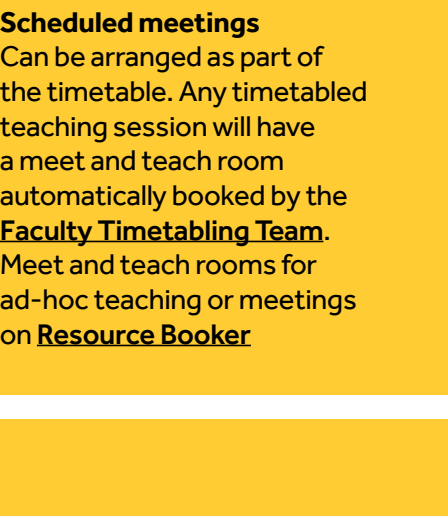 Scheduled meetings
Can be arranged as part of
the timetable. Any timetabled
teaching session will have
a meet and teach room
automatically booked by the
Faculty Timetabling Team.
Meet and teach rooms for
ad-hoc teaching or meetings
on Resource Booker